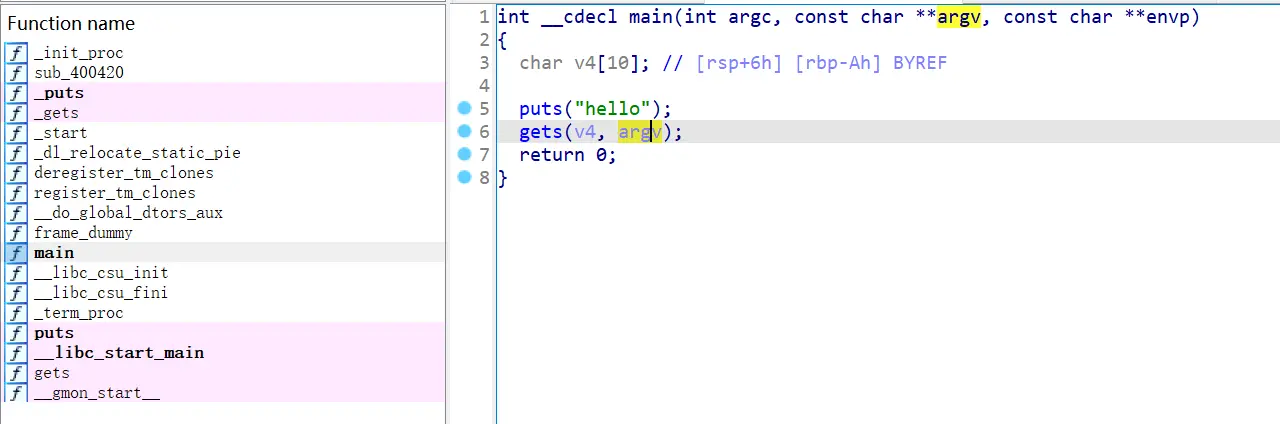 Function name
f _init_proc
f sub_400420
f _puts
f _gets
f _start
f _dl_relocate_static_pie
f deregister_tm_clones
f register_tm_clones
f __do_global_dtors_aux
f frame_dummy
f main
f __libc_csu_init
f __libc_csu_fini
f _term_proc
f puts
f __libc_start_main
f gets
f __gmon_start__
1 int __cdecl main(int argc, const char **argv, const char **envp)
2 {
3 char v4[10]; // [rsp+6h] [rbp-Ah] BYREF
4
5 puts("hello");
6 gets(v4, argv);
7 return 0;
8 }